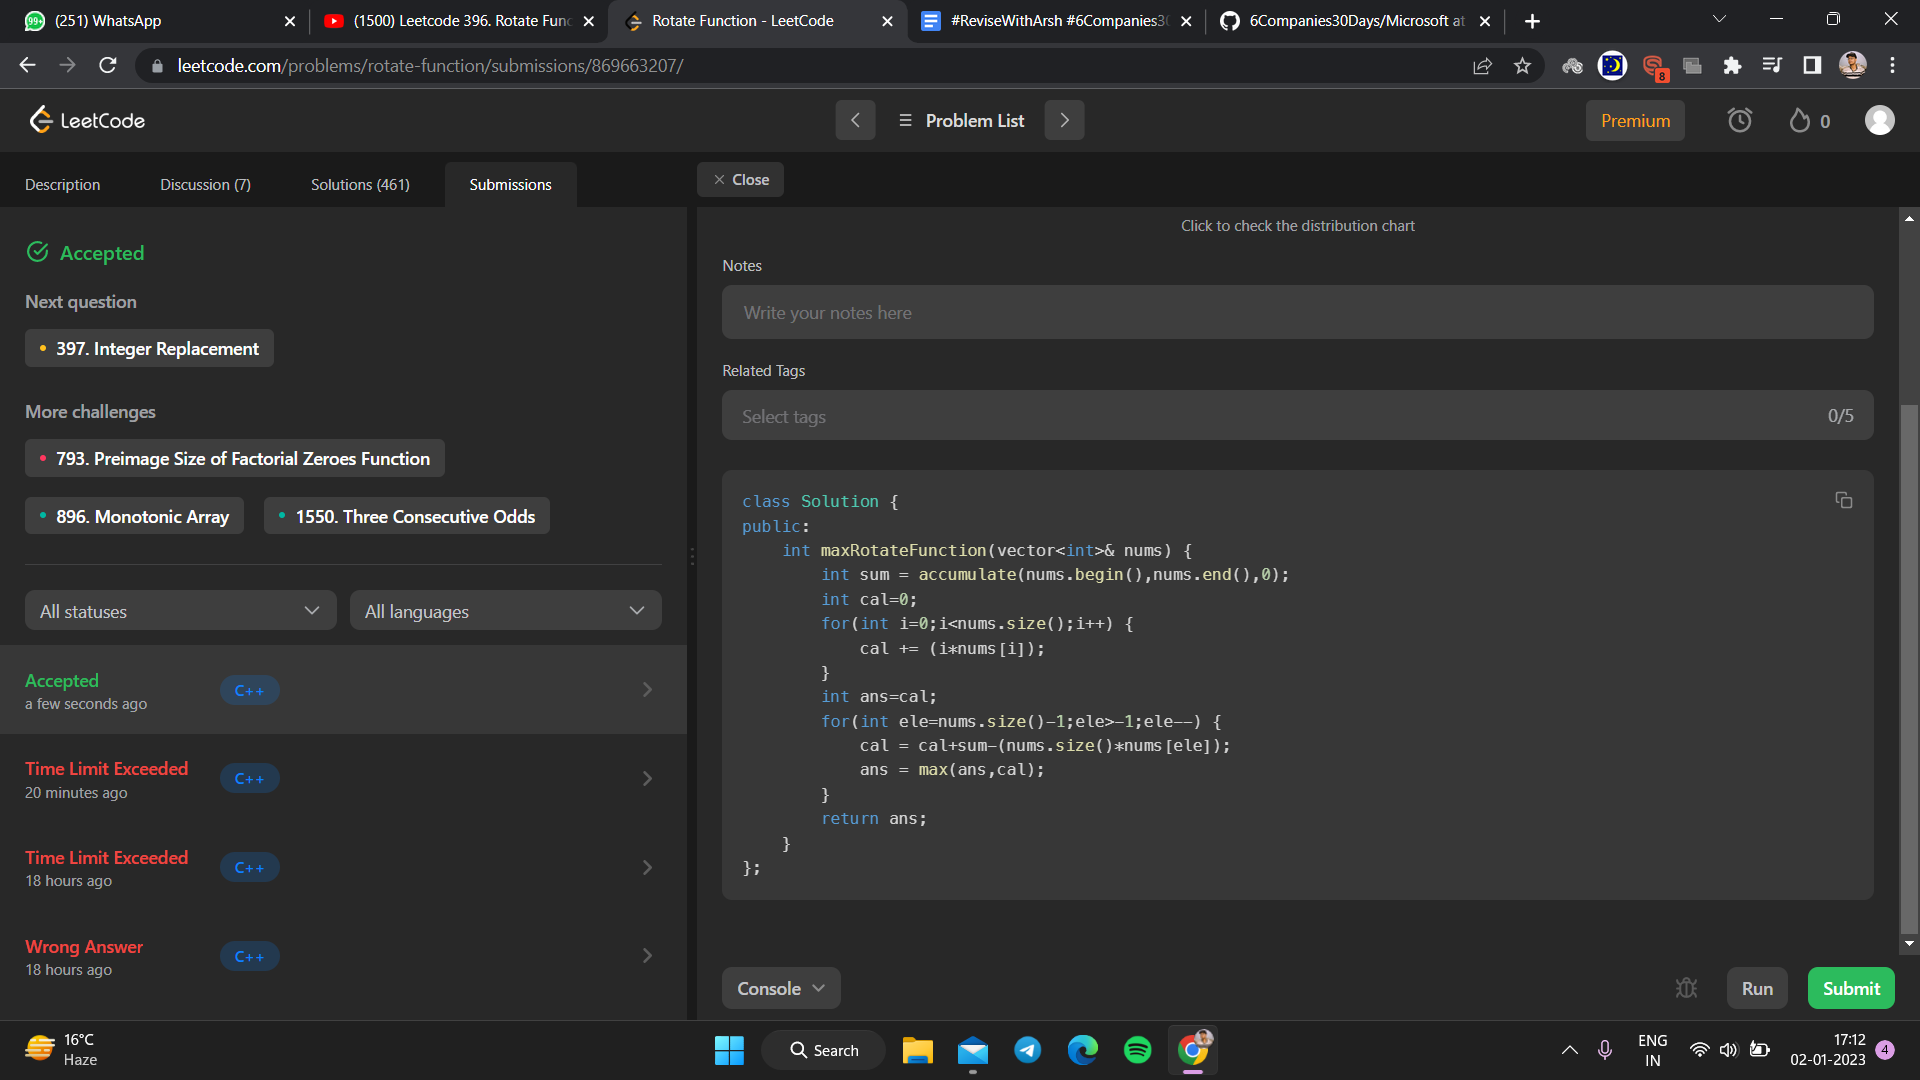 99+ (251) WhatsApp
(1500) Leetcode 396. Rotate Func
Rotate Function - LeetCode
#ReviseWithArsh #6Companies30
6Companies30Days/Microsoft at
leetcode.com/problems/rotate-function/submissions/869663207/
8
LeetCode
Problem List
Premium
0
Description
Discussion (7)
Solutions (461)
Submissions
Close
Accepted
Next question
397. Integer Replacement
More challenges
793. Preimage Size of Factorial Zeroes Function
896. Monotonic Array
1550. Three Consecutive Odds
All statuses
All languages
Accepted
a few seconds ago
C++
Time Limit Exceeded
20 minutes ago
C++
Time Limit Exceeded
18 hours ago
C++
Wrong Answer
18 hours ago
C++
Click to check the distribution chart
Notes
Write your notes here
Related Tags
Select tags
0/5
class Solution {
public:
    int maxRotateFunction(vector<int>& nums) {
        int sum = accumulate(nums.begin(),nums.end(),0);
        int cal=0;
        for(int i=0;i<nums.size();i++) {
            cal += (i*nums[i]);
        }
        int ans=cal;
        for(int ele=nums.size()-1;ele>-1;ele--) {
            cal = cal+sum-(nums.size()*nums[ele]);
            ans = max(ans,cal);
        }
        return ans;
    }
};
Console
Run
Submit
16°C
Haze
Search
ENG
IN
17:12
02-01-2023
4